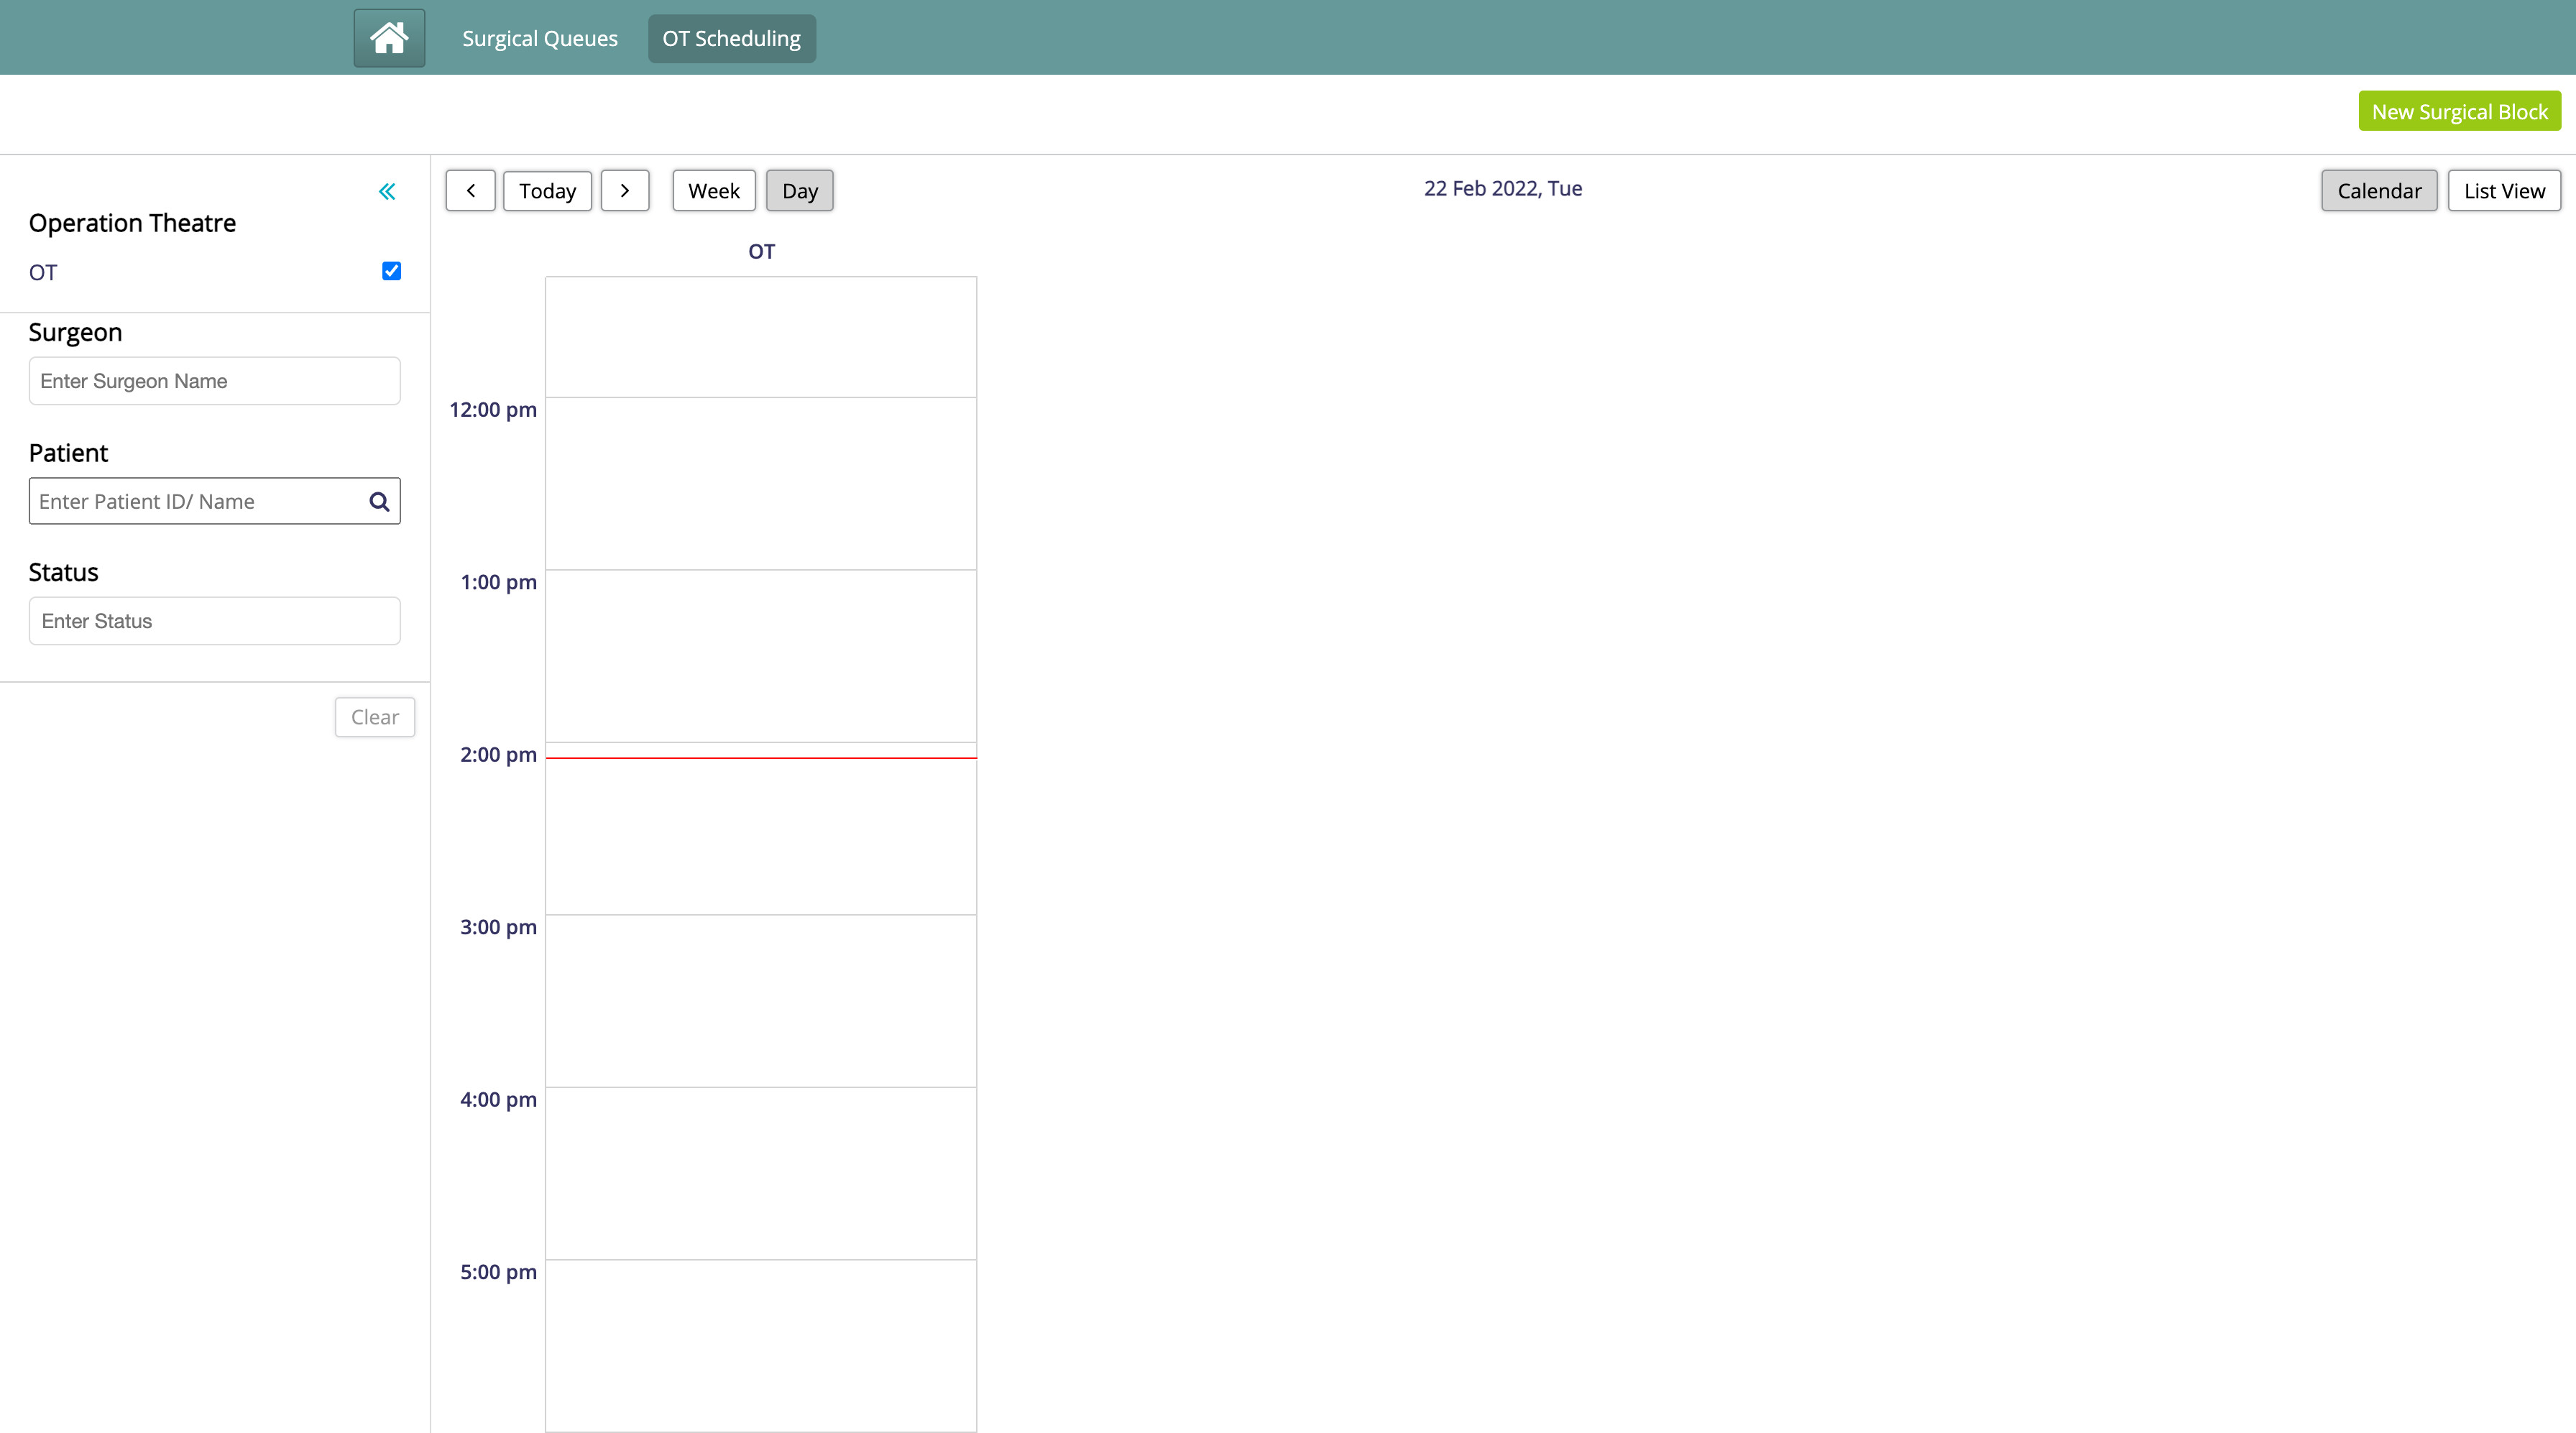 Surgical Queues OT Scheduling
New Surgical Block
Today Week Day 22 Feb 2022, Tue Calendar List View
Operation Theatre
OT
OT
Surgeon
Enter Surgeon Name
12:00 pm
Patient
Enter Patient ID/ Name
Status
1:00 pm
Enter Status
Clear
2:00 pm
3:00 pm
4:00 pm
5:00 pm